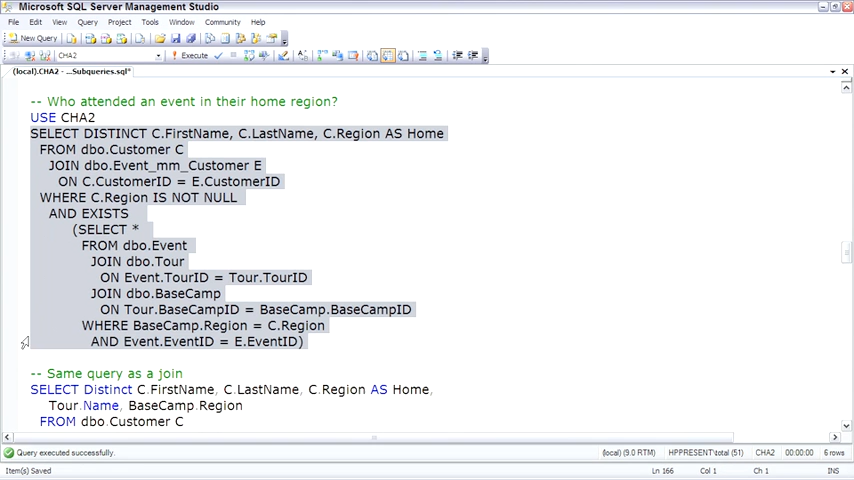 Microsoft SQL Server Management Studio
File Edit View Query Project Tools Window Community Help
New Query
CHA2 Execute
(local).CHA2 - ...Subqueries.sql*
-- Who attended an event in their home region?
USE CHA2
SELECT DISTINCT C.FirstName, C.LastName, C.Region AS Home
FROM dbo.Customer C
JOIN dbo.Event_mm_Customer E
ON C.CustomerID = E.CustomerID
WHERE C.Region IS NOT NULL
AND EXISTS
(SELECT *
FROM dbo.Event
JOIN dbo.Tour
ON Event.TourID = Tour.TourID
JOIN dbo.BaseCamp
ON Tour.BaseCampID = BaseCamp.BaseCampID
WHERE BaseCamp.Region = C.Region
AND Event.EventID = E.EventID)
-- Same query as a join
SELECT Distinct C.FirstName, C.LastName, C.Region AS Home,
Tour.Name, BaseCamp.Region
FROM dbo.Customer C
Query executed successfully. (local) (9.0 RTM) HPPRESENT\total (51) CHA2 00:00:00 6 rows
Item(s) Saved Ln 166 Col 1 Ch 1 INS